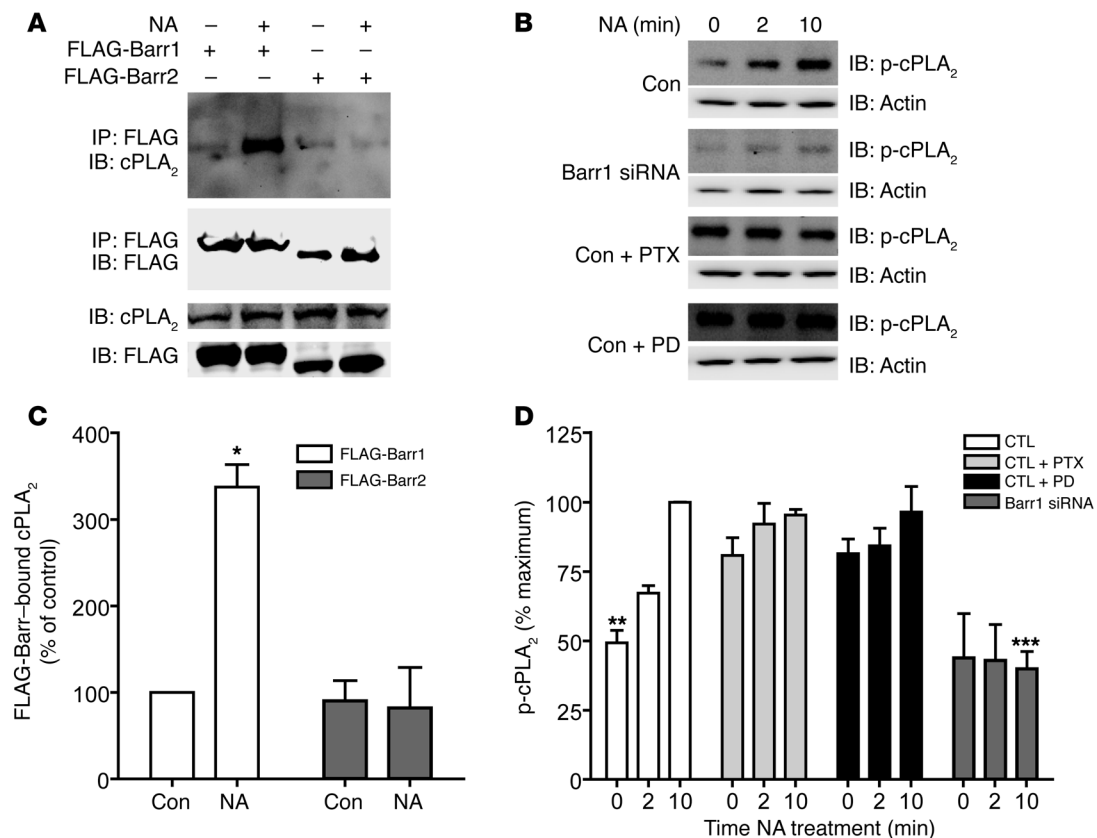 A
NA – + – +
FLAG-Barr1 + + – –
FLAG-Barr2 – – + +
IP: FLAG
IB: cPLA₂
IP: FLAG
IB: FLAG
IB: cPLA₂
IB: FLAG
B
NA (min) 0 2 10
Con
IB: p-cPLA₂
IB: Actin
Barr1 siRNA
IB: p-cPLA₂
IB: Actin
Con + PTX
IB: p-cPLA₂
IB: Actin
Con + PD
IB: p-cPLA₂
IB: Actin
C
FLAG-Barr–bound cPLA₂
(% of control)
400
300
200
100
0
*
FLAG-Barr1
FLAG-Barr2
Con NA Con NA
D
p-cPLA₂ (% maximum)
125
100
75
50
25
0
CTL
CTL + PTX
CTL + PD
Barr1 siRNA
**
***
0 2 10 0 2 10 0 2 10 0 2 10
Time NA treatment (min)